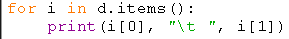 for i in d.items():
    print(i[0], "\t ", i[1])